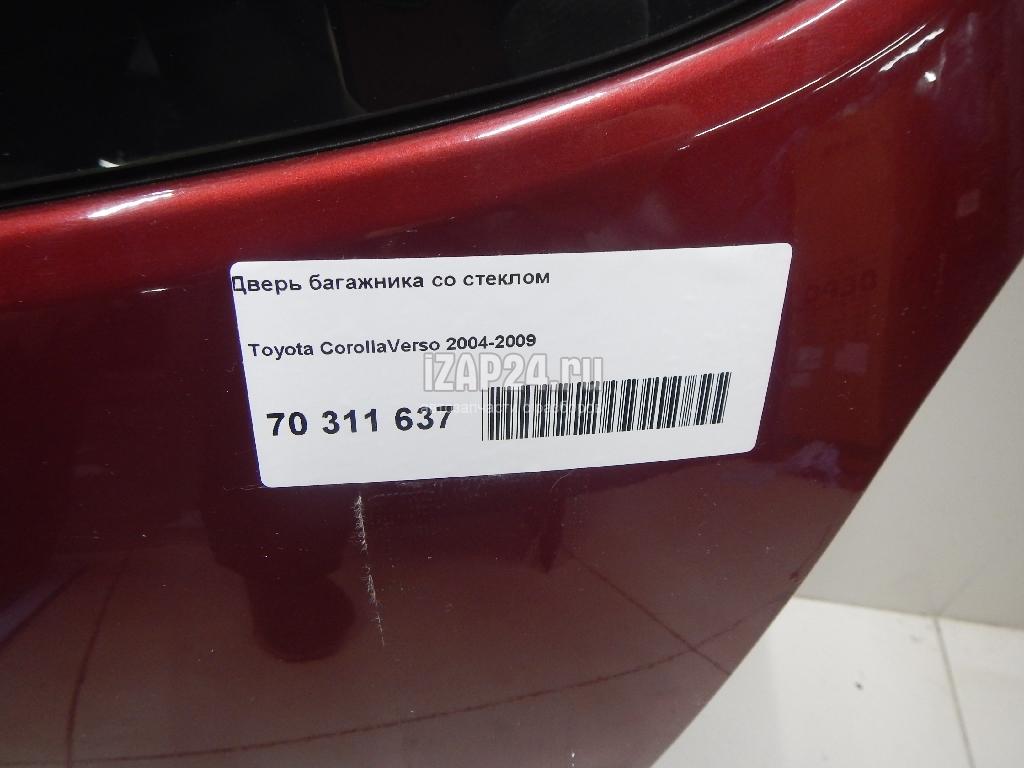 Дверь багажника со стеклом
Toyota CorollaVerso 2004-2009
iZAP24.ru
70 311 637